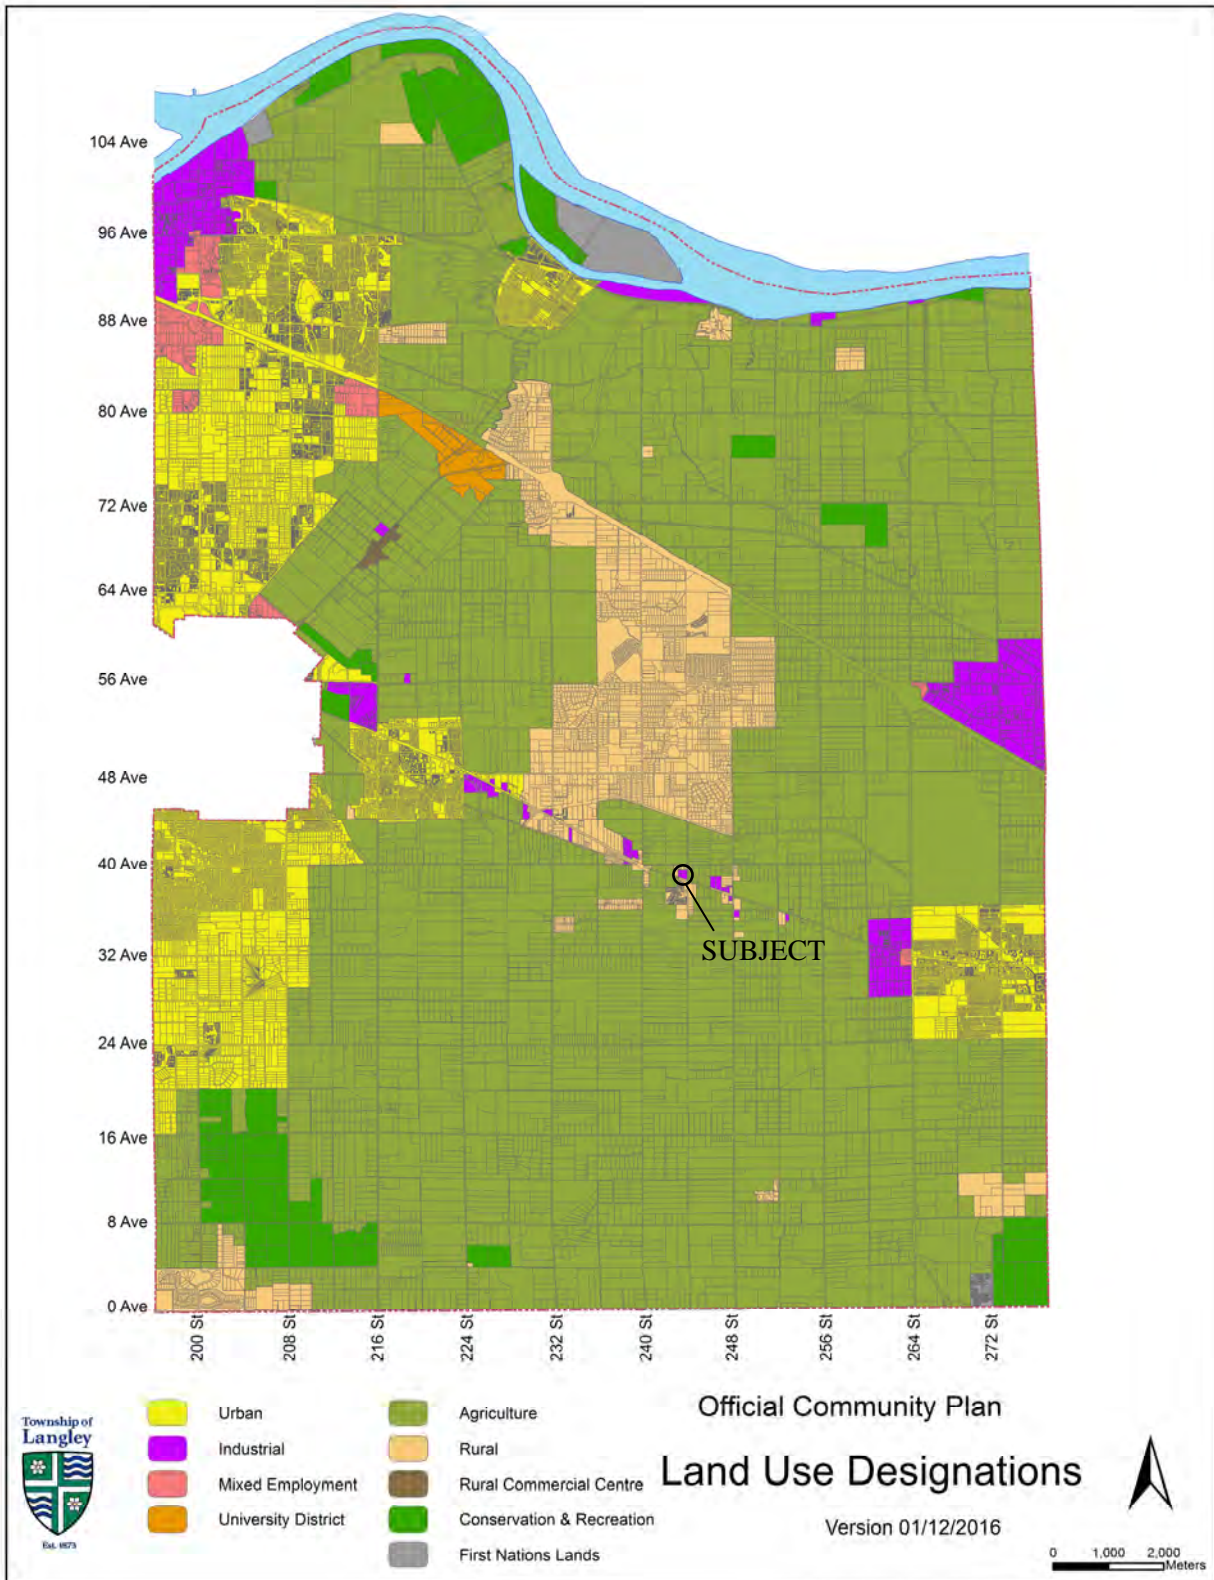 104 Ave
96 Ave
88 Ave
80 Ave
72 Ave
64 Ave
56 Ave
48 Ave
40 Ave
SUBJECT
32 Ave
24 Ave
16 Ave
8 Ave
0 Ave
200 St
208 St
216 St
224 St
232 St
240 St
248 St
256 St
264 St
272 St
Township of
Langley
Est. 1873
Urban
Industrial
Mixed Employment
University District
Agriculture
Rural
Rural Commercial Centre
Conservation & Recreation
First Nations Lands
Official Community Plan
Land Use Designations
Version 01/12/2016
0 1,000 2,000
Meters